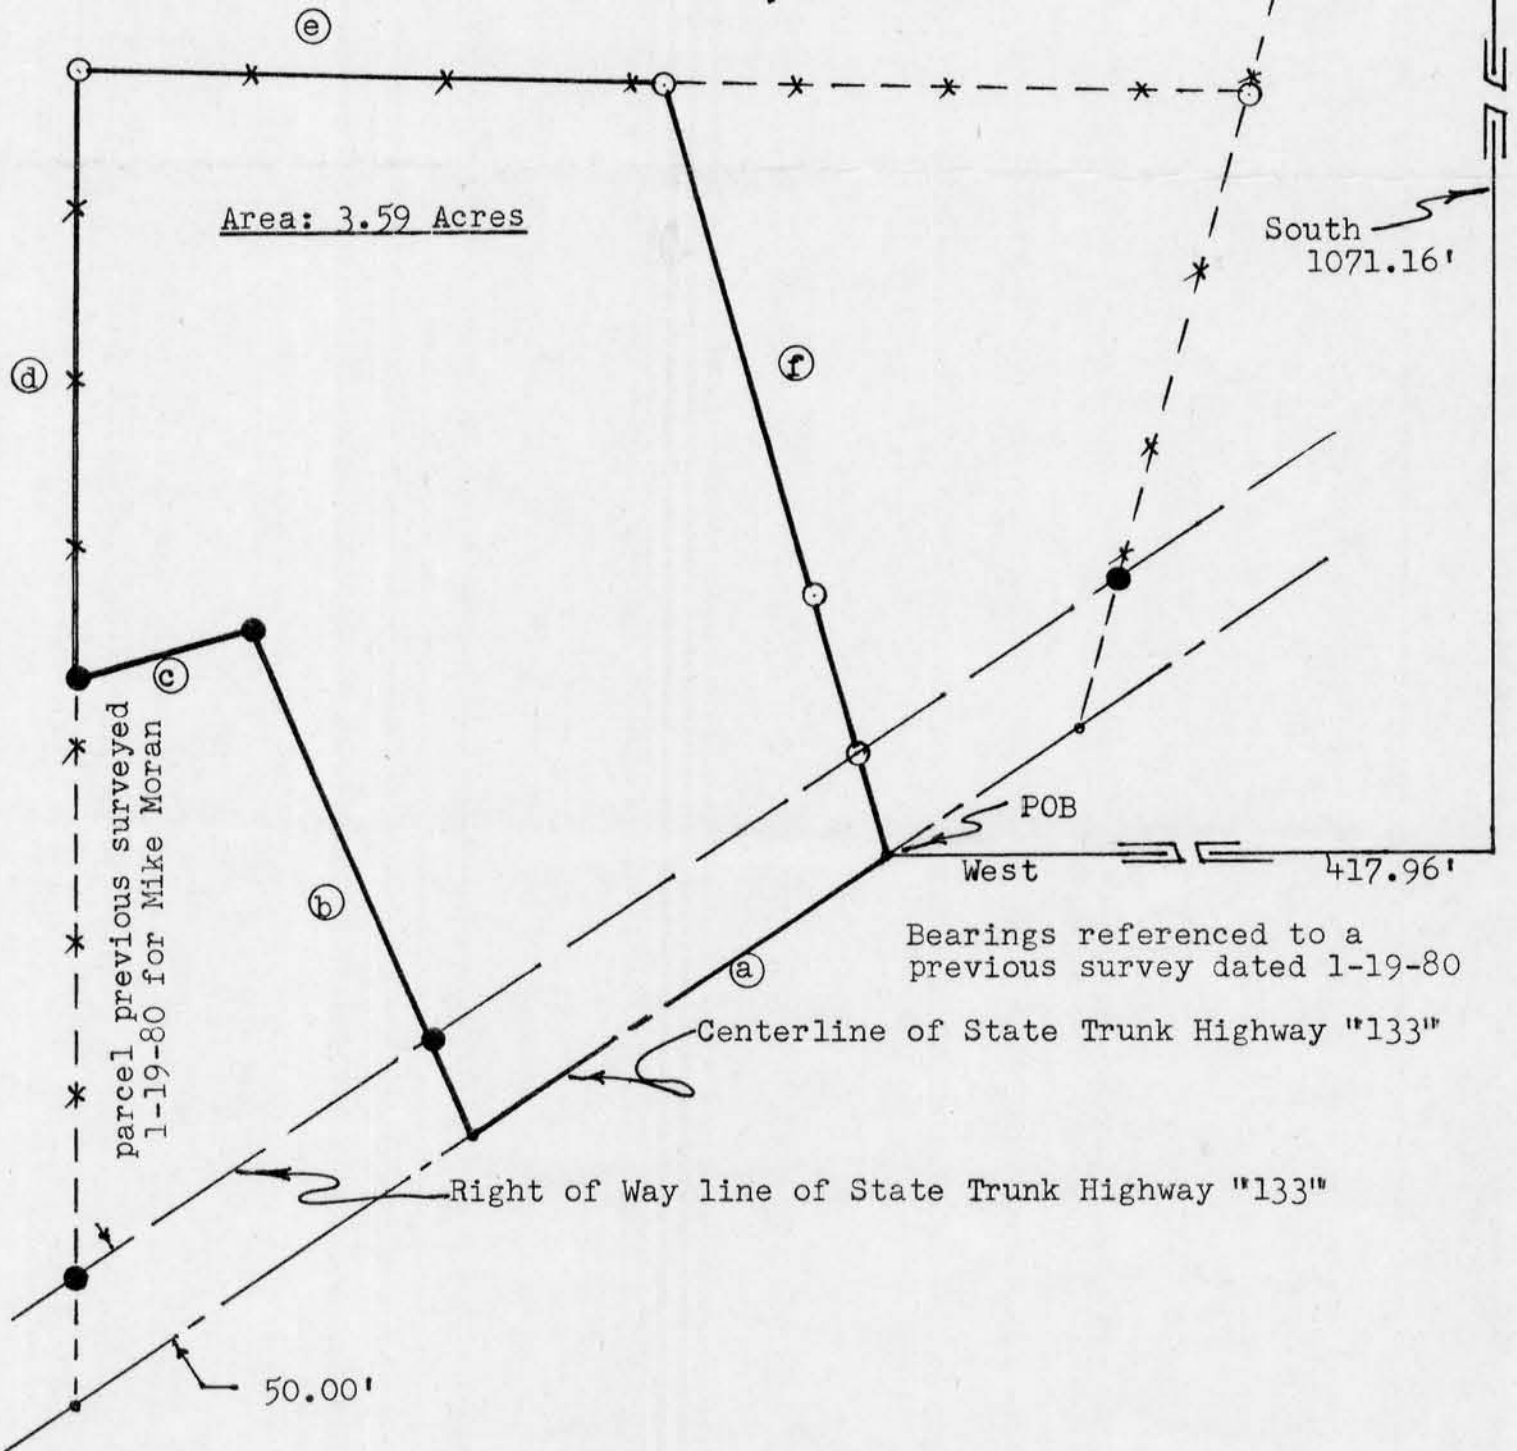 e
Area: 3.59 Acres
South
1071.16'
d
f
c
parcel previous surveyed
1-19-80 for Mike Moran
b
POB
West
417.96'
Bearings referenced to a
previous survey dated 1-19-80
a
Centerline of State Trunk Highway "133"
Right of Way line of State Trunk Highway "133"
50.00'